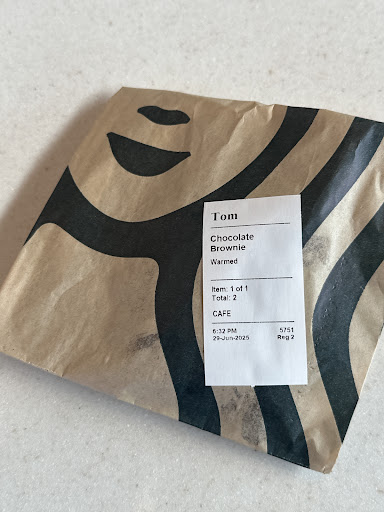 Tom
Chocolate
Brownie
Warmed
Item: 1 of 1
Total: 2
CAFE
6:32 PM 5751
29-Jun-2025 Reg 2